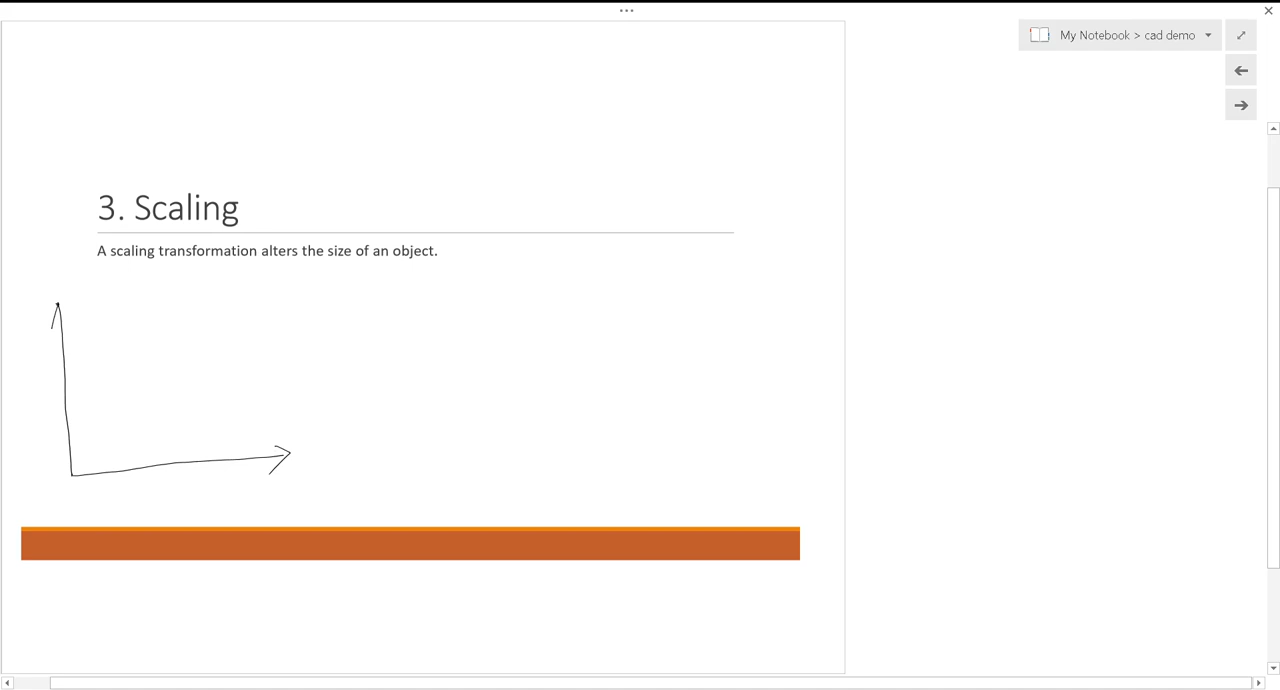 My Notebook > cad demo
3. Scaling
A scaling transformation alters the size of an object.